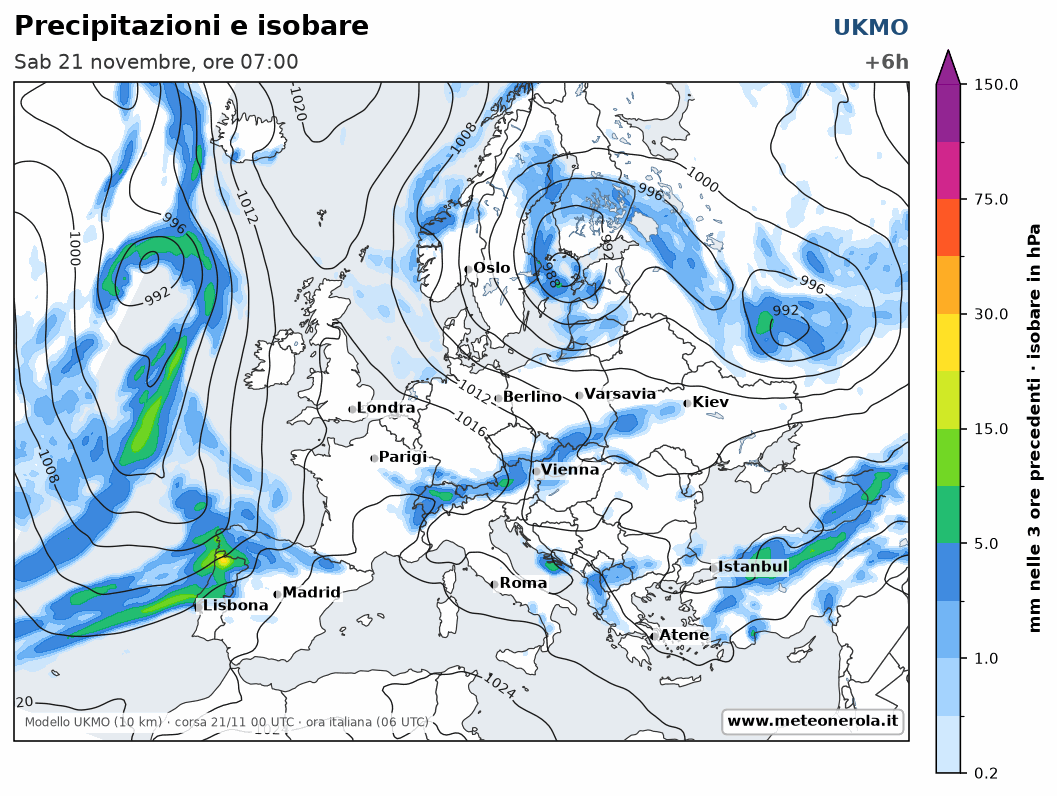 Precipitazioni e isobare
UKMO
Sab 21 novembre, ore 07:00
+6h
150.0
75.0
30.0
15.0
5.0
1.0
0.2
mm nelle 3 ore precedenti · isobare in hPa
1020
1008
1012
1000
996
996
1000
992
992
988
996
992
1012
1016
1008
1024
20
1024
Oslo
Londra
Berlino
Varsavia
Kiev
Parigi
Vienna
Istanbul
Roma
Madrid
Lisbona
Atene
Modello UKMO (10 km) · corsa 21/11 00 UTC · ora italiana (06 UTC)
www.meteonerola.it